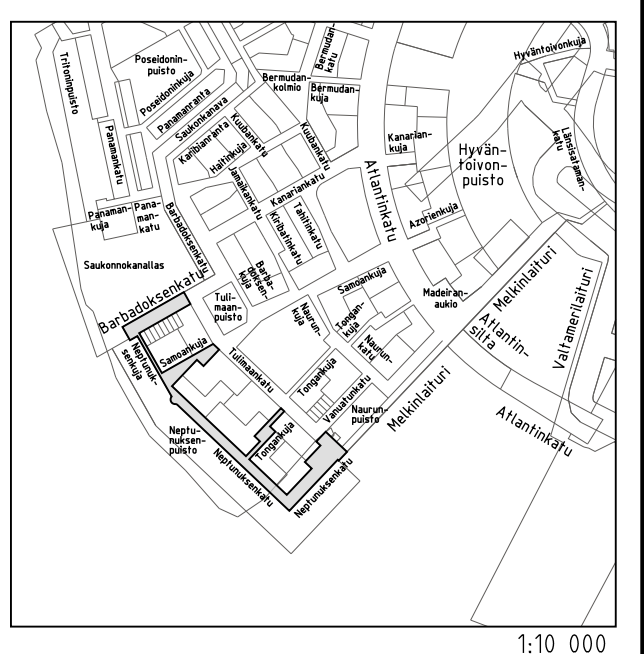 Tritoninpuisto
Poseidonin-
puisto
Poseidoninkuja
Panamanranta
Saukonkanava
Karibianranta
Haitinkuja
Kuubankatu
Bermudan-
kolmio
Bermudan-
katu
Bermudan-
kuja
Kuubankatu
Hyväntoivonkuja
Länsisataman-
katu
Kanarian-
kuja
Hyvän-
toivon-
puisto
Panamankatu
Jamaikankatu
Kanariankatu
Atlantinkatu
Azorienkuja
Panaman-
kuja
Pana-
man-
katu
Barbadoksenkatu
Kiribatinkatu
Tahitinkatu
Saukonnokanallas
Barba-
doksen-
kuja
Samoankuja
Madeiran-
aukio
Melkinlaituri
Valtamerilaituri
Barbadoksenkatu
Tuli-
maan-
puisto
Naurun-
kuja
Tongan-
kuja
Naurun-
katu
Atlantin-
silta
Neptunuk-
senkuja
Samoankuja
Tulimaankatu
Tongankuja
Vanuatunkatu
Naurun-
puisto
Melkinlaituri
Atlantinkatu
Neptu-
nuksen-
puisto
Tongankuja
Neptunuksenkatu
Neptunuksenkatu
1:10 000